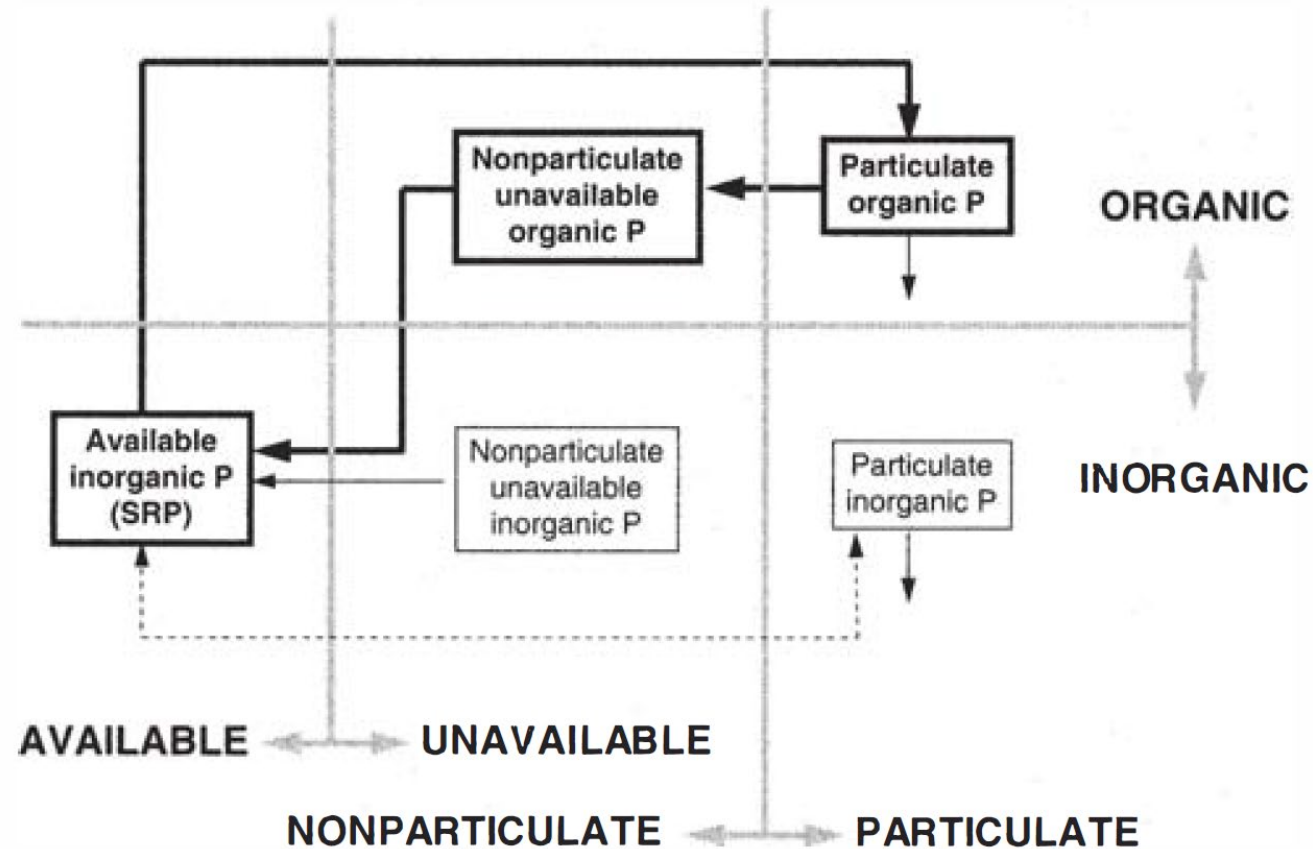 Nonparticulate
unavailable
organic P
Particulate
organic P
ORGANIC
Available
inorganic P
(SRP)
Nonparticulate
unavailable
inorganic P
Particulate
inorganic P
INORGANIC
AVAILABLE
UNAVAILABLE
NONPARTICULATE
PARTICULATE